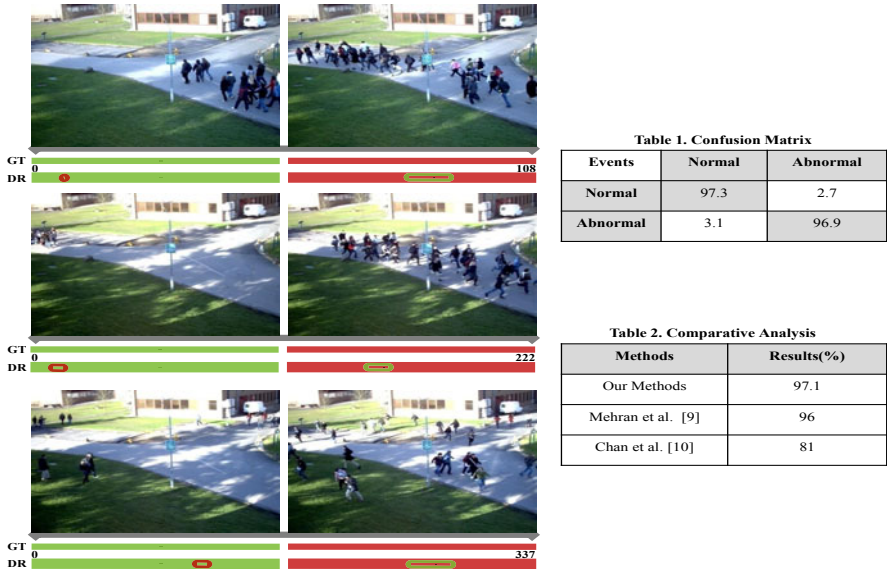 GT
0
108
DR
GT
0
222
DR
GT
0
337
DR
Table 1. Confusion Matrix
Events Normal Abnormal
Normal 97.3 2.7
Abnormal 3.1 96.9
Table 2. Comparative Analysis
Methods Results(%)
Our Methods 97.1
Mehran et al. [9] 96
Chan et al. [10] 81